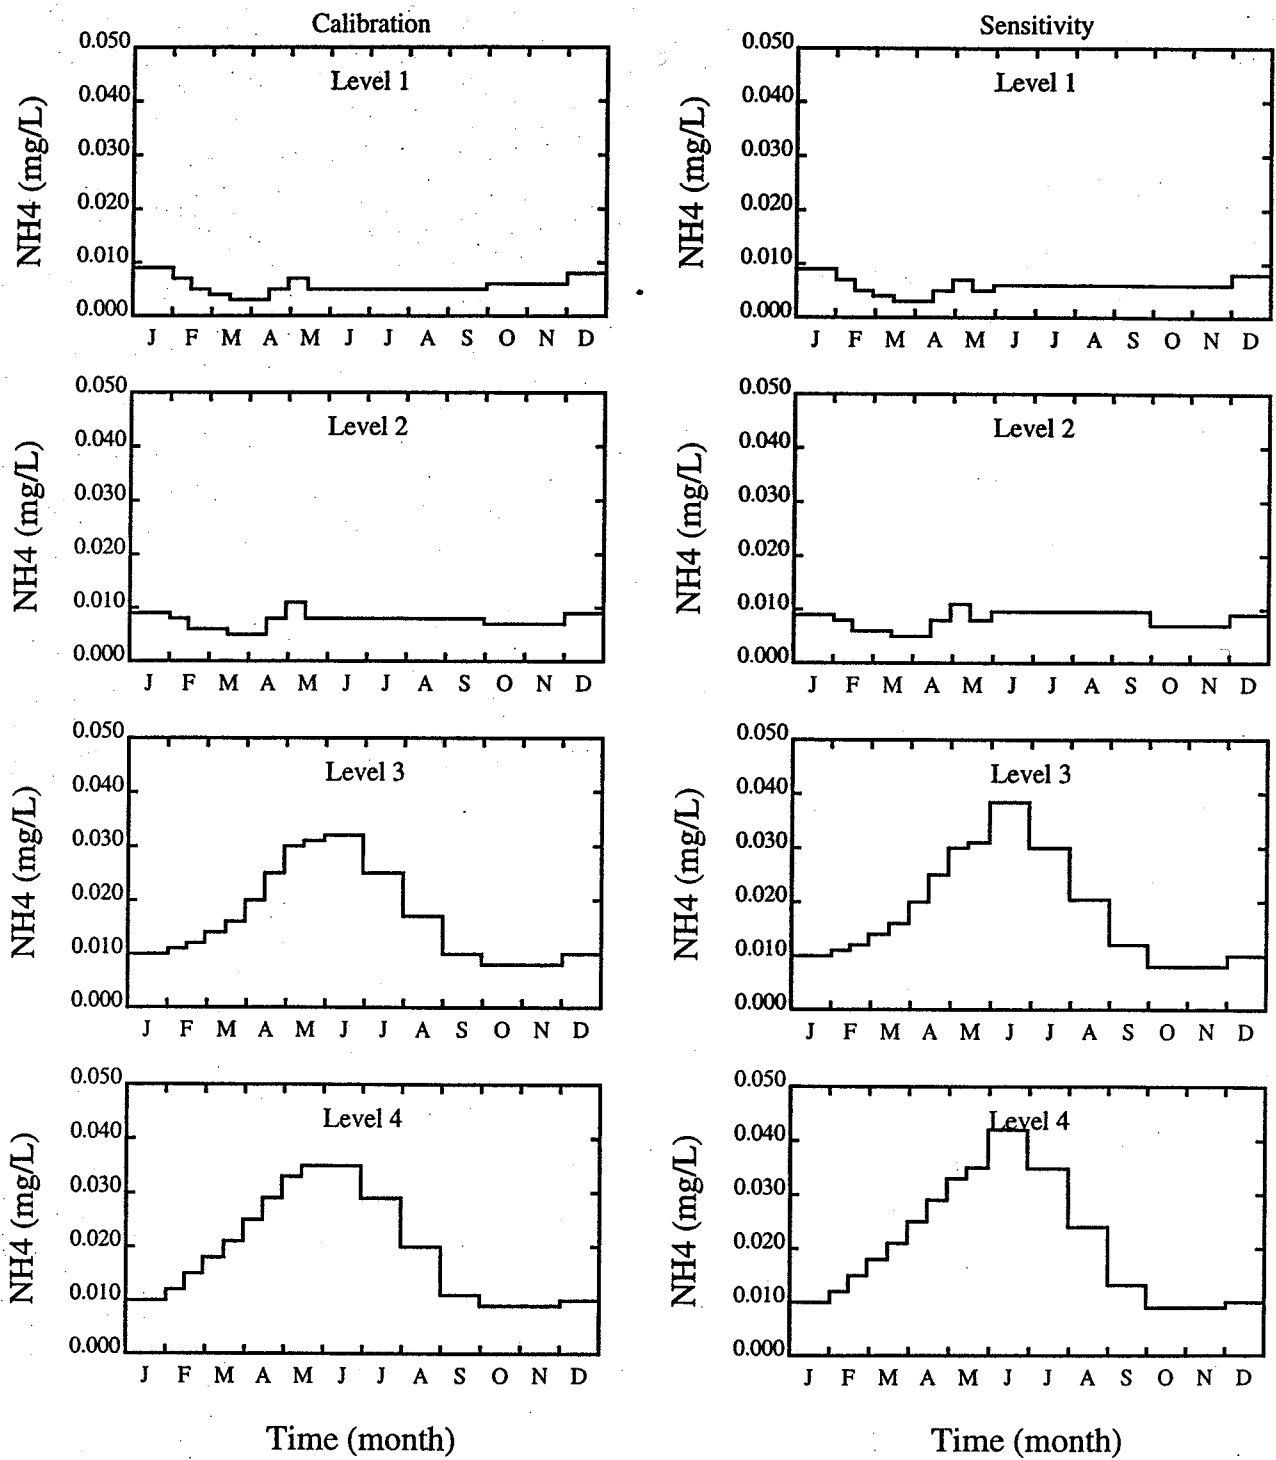 Calibration
Sensitivity
0.050
0.040
0.030
0.020
0.010
0.000
NH4 (mg/L)
Level 1
J F M A M J J A S O N D
0.050
0.040
0.030
0.020
0.010
0.000
NH4 (mg/L)
Level 1
J F M A M J J A S O N D
0.050
0.040
0.030
0.020
0.010
0.000
NH4 (mg/L)
Level 2
J F M A M J J A S O N D
0.050
0.040
0.030
0.020
0.010
0.000
NH4 (mg/L)
Level 2
J F M A M J J A S O N D
0.050
0.040
0.030
0.020
0.010
0.000
NH4 (mg/L)
Level 3
J F M A M J J A S O N D
0.050
0.040
0.030
0.020
0.010
0.000
NH4 (mg/L)
Level 3
J F M A M J J A S O N D
0.050
0.040
0.030
0.020
0.010
0.000
NH4 (mg/L)
Level 4
J F M A M J J A S O N D
Time (month)
0.050
0.040
0.030
0.020
0.010
0.000
NH4 (mg/L)
Level 4
J F M A M J J A S O N D
Time (month)